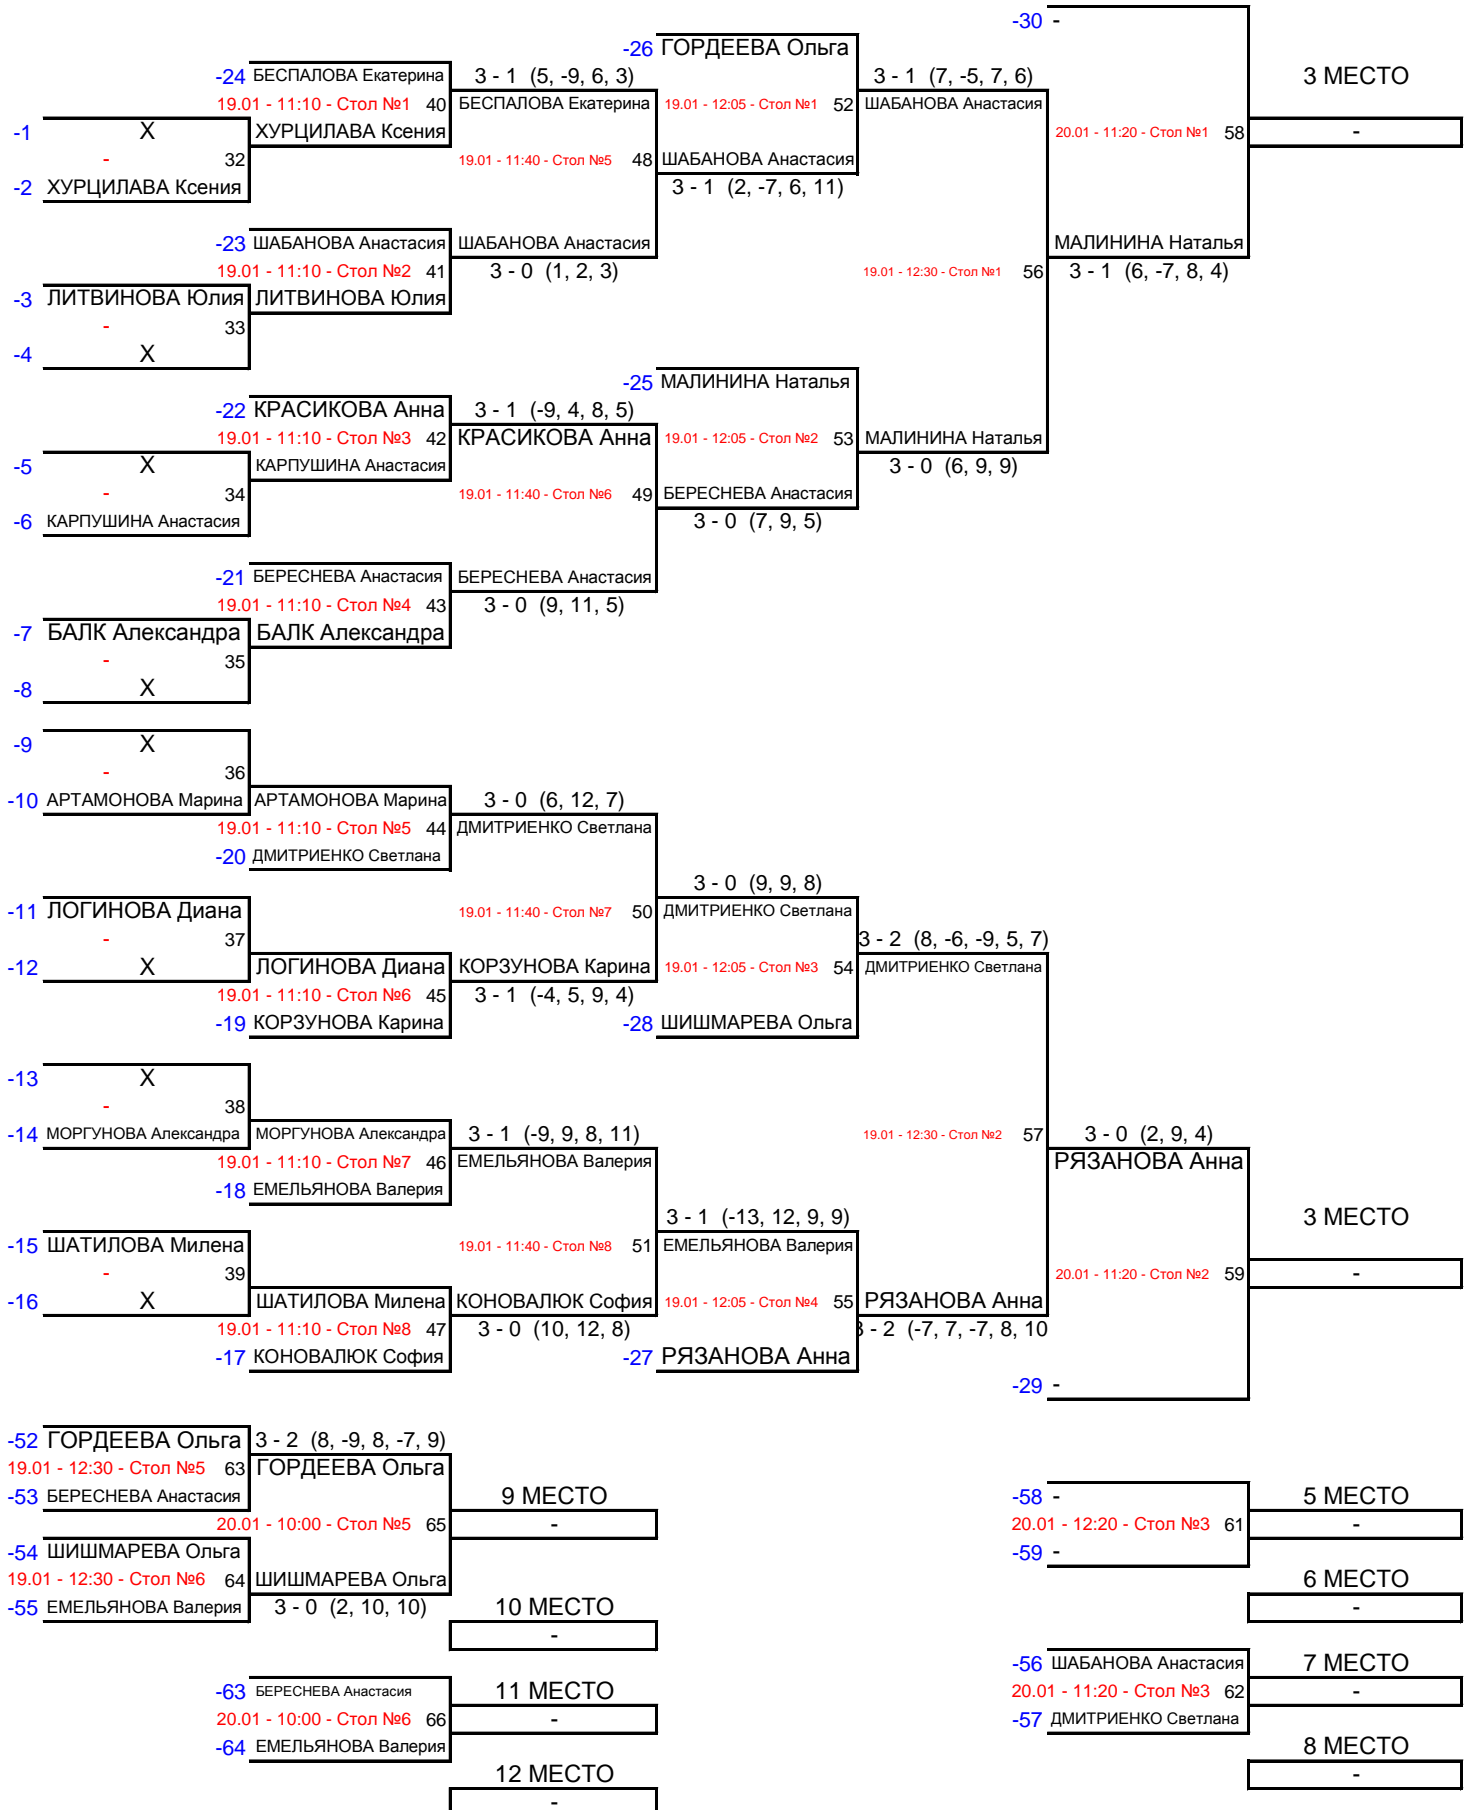 -30 -
-26 ГОРДЕЕВА Ольга
-24 БЕСПАЛОВА Екатерина 3 - 1 (5, -9, 6, 3) 3 - 1 (7, -5, 7, 6) 3 МЕСТО
19.01 - 11:10 - Стол №1 40 БЕСПАЛОВА Екатерина 19.01 - 12:05 - Стол №1 52 ШАБАНОВА Анастасия
-1 X ХУРЦИЛАВА Ксения 20.01 - 11:20 - Стол №1 58 -
- 32 19.01 - 11:40 - Стол №5 48 ШАБАНОВА Анастасия
-2 ХУРЦИЛАВА Ксения 3 - 1 (2, -7, 6, 11)
-23 ШАБАНОВА Анастасия ШАБАНОВА Анастасия МАЛИНИНА Наталья
19.01 - 11:10 - Стол №2 41 3 - 0 (1, 2, 3) 19.01 - 12:30 - Стол №1 56 3 - 1 (6, -7, 8, 4)
-3 ЛИТВИНОВА Юлия ЛИТВИНОВА Юлия
- 33
-4 X
-25 МАЛИНИНА Наталья
-22 КРАСИКОВА Анна 3 - 1 (-9, 4, 8, 5)
19.01 - 11:10 - Стол №3 42 КРАСИКОВА Анна 19.01 - 12:05 - Стол №2 53 МАЛИНИНА Наталья
-5 X КАРПУШИНА Анастасия 3 - 0 (6, 9, 9)
- 34 19.01 - 11:40 - Стол №6 49 БЕРЕСНЕВА Анастасия
-6 КАРПУШИНА Анастасия 3 - 0 (7, 9, 5)
-21 БЕРЕСНЕВА Анастасия БЕРЕСНЕВА Анастасия
19.01 - 11:10 - Стол №4 43 3 - 0 (9, 11, 5)
-7 БАЛК Александра БАЛК Александра
- 35
-8 X
-9 X
- 36
-10 АРТАМОНОВА Марина АРТАМОНОВА Марина 3 - 0 (6, 12, 7)
19.01 - 11:10 - Стол №5 44 ДМИТРИЕНКО Светлана
-20 ДМИТРИЕНКО Светлана
3 - 0 (9, 9, 8)
-11 ЛОГИНОВА Диана 19.01 - 11:40 - Стол №7 50 ДМИТРИЕНКО Светлана
- 37 3 - 2 (8, -6, -9, 5, 7)
-12 X ЛОГИНОВА Диана КОРЗУНОВА Карина 19.01 - 12:05 - Стол №3 54 ДМИТРИЕНКО Светлана
19.01 - 11:10 - Стол №6 45 3 - 1 (-4, 5, 9, 4)
-19 КОРЗУНОВА Карина -28 ШИШМАРЕВА Ольга
-13 X
- 38
-14 МОРГУНОВА Александра МОРГУНОВА Александра 3 - 1 (-9, 9, 8, 11) 19.01 - 12:30 - Стол №2 57 3 - 0 (2, 9, 4)
19.01 - 11:10 - Стол №7 46 ЕМЕЛЬЯНОВА Валерия РЯЗАНОВА Анна
-18 ЕМЕЛЬЯНОВА Валерия
3 - 1 (-13, 12, 9, 9) 3 МЕСТО
-15 ШАТИЛОВА Милена 19.01 - 11:40 - Стол №8 51 ЕМЕЛЬЯНОВА Валерия
- 39 20.01 - 11:20 - Стол №2 59 -
-16 X ШАТИЛОВА Милена КОНОВАЛЮК София 19.01 - 12:05 - Стол №4 55 РЯЗАНОВА Анна
19.01 - 11:10 - Стол №8 47 3 - 0 (10, 12, 8) 3 - 2 (-7, 7, -7, 8, 10
-17 КОНОВАЛЮК София -27 РЯЗАНОВА Анна
-29 -
-52 ГОРДЕЕВА Ольга 3 - 2 (8, -9, 8, -7, 9)
19.01 - 12:30 - Стол №5 63 ГОРДЕЕВА Ольга
-53 БЕРЕСНЕВА Анастасия 9 МЕСТО -58 - 5 МЕСТО
20.01 - 10:00 - Стол №5 65 - 20.01 - 12:20 - Стол №3 61 -
-54 ШИШМАРЕВА Ольга -59 -
19.01 - 12:30 - Стол №6 64 ШИШМАРЕВА Ольга 6 МЕСТО
-55 ЕМЕЛЬЯНОВА Валерия 3 - 0 (2, 10, 10) 10 МЕСТО -
-
-56 ШАБАНОВА Анастасия 7 МЕСТО
-63 БЕРЕСНЕВА Анастасия 11 МЕСТО 20.01 - 11:20 - Стол №3 62 -
20.01 - 10:00 - Стол №6 66 - -57 ДМИТРИЕНКО Светлана
-64 ЕМЕЛЬЯНОВА Валерия 8 МЕСТО
12 МЕСТО -
-